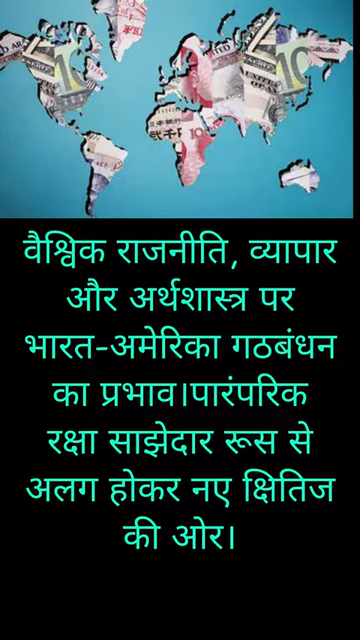 वैश्विक राजनीति, व्यापार
और अर्थशास्त्र पर
भारत-अमेरिका गठबंधन
का प्रभाव।पारंपरिक
रक्षा साझेदार रूस से
अलग होकर नए क्षितिज
की ओर।